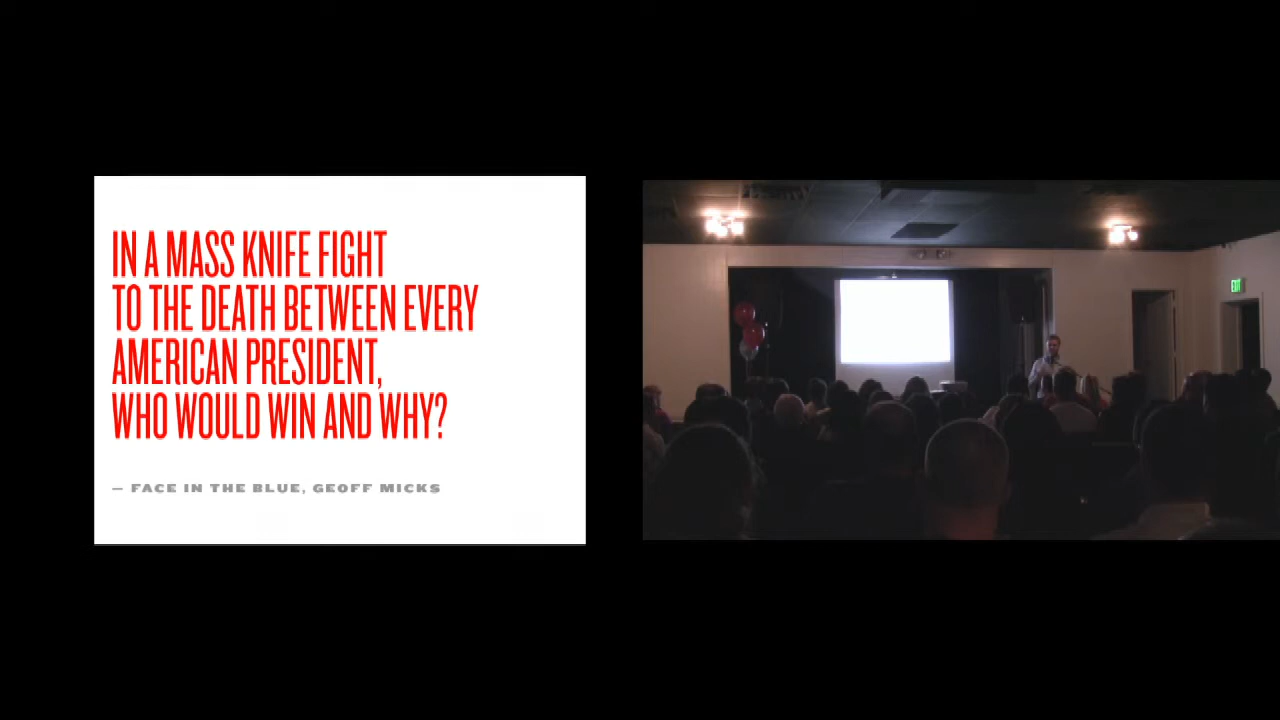 IN A MASS KNIFE FIGHT
TO THE DEATH BETWEEN EVERY
AMERICAN PRESIDENT,
WHO WOULD WIN AND WHY?
— FACE IN THE BLUE, GEOFF MICKS
EXIT